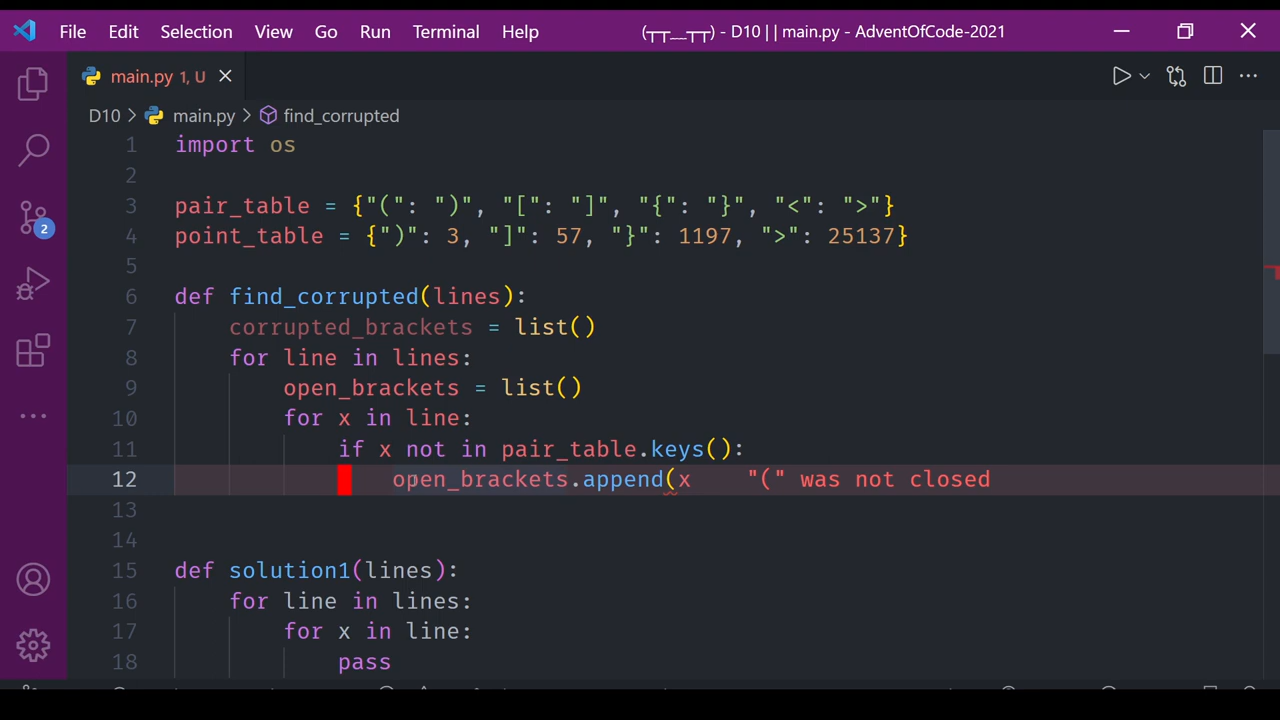 File Edit Selection View Go Run Terminal Help (┬┬﹏┬┬) - D10 | | main.py - AdventOfCode-2021
main.py 1, U
D10 > main.py > find_corrupted
1 import os
2
3 pair_table = {"(": ")", "[": "]", "{": "}", "<": ">"}
4 point_table = {")": 3, "]": 57, "}": 1197, ">": 25137}
5
6 def find_corrupted(lines):
7 corrupted_brackets = list()
8 for line in lines:
9 open_brackets = list()
10 for x in line:
11 if x not in pair_table.keys():
12 open_brackets.append(x "(" was not closed
13
14
15 def solution1(lines):
16 for line in lines:
17 for x in line:
18 pass
2